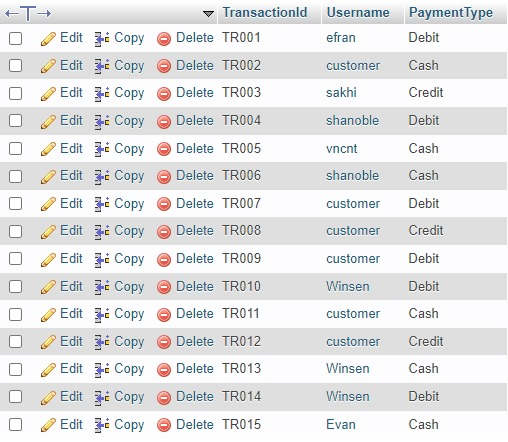 TransactionId Username PaymentType
Edit Copy Delete TR001 efran Debit
Edit Copy Delete TR002 customer Cash
Edit Copy Delete TR003 sakhi Credit
Edit Copy Delete TR004 shanoble Debit
Edit Copy Delete TR005 vncnt Cash
Edit Copy Delete TR006 shanoble Cash
Edit Copy Delete TR007 customer Debit
Edit Copy Delete TR008 customer Credit
Edit Copy Delete TR009 customer Debit
Edit Copy Delete TR010 Winsen Debit
Edit Copy Delete TR011 customer Cash
Edit Copy Delete TR012 customer Credit
Edit Copy Delete TR013 Winsen Cash
Edit Copy Delete TR014 Winsen Debit
Edit Copy Delete TR015 Evan Cash